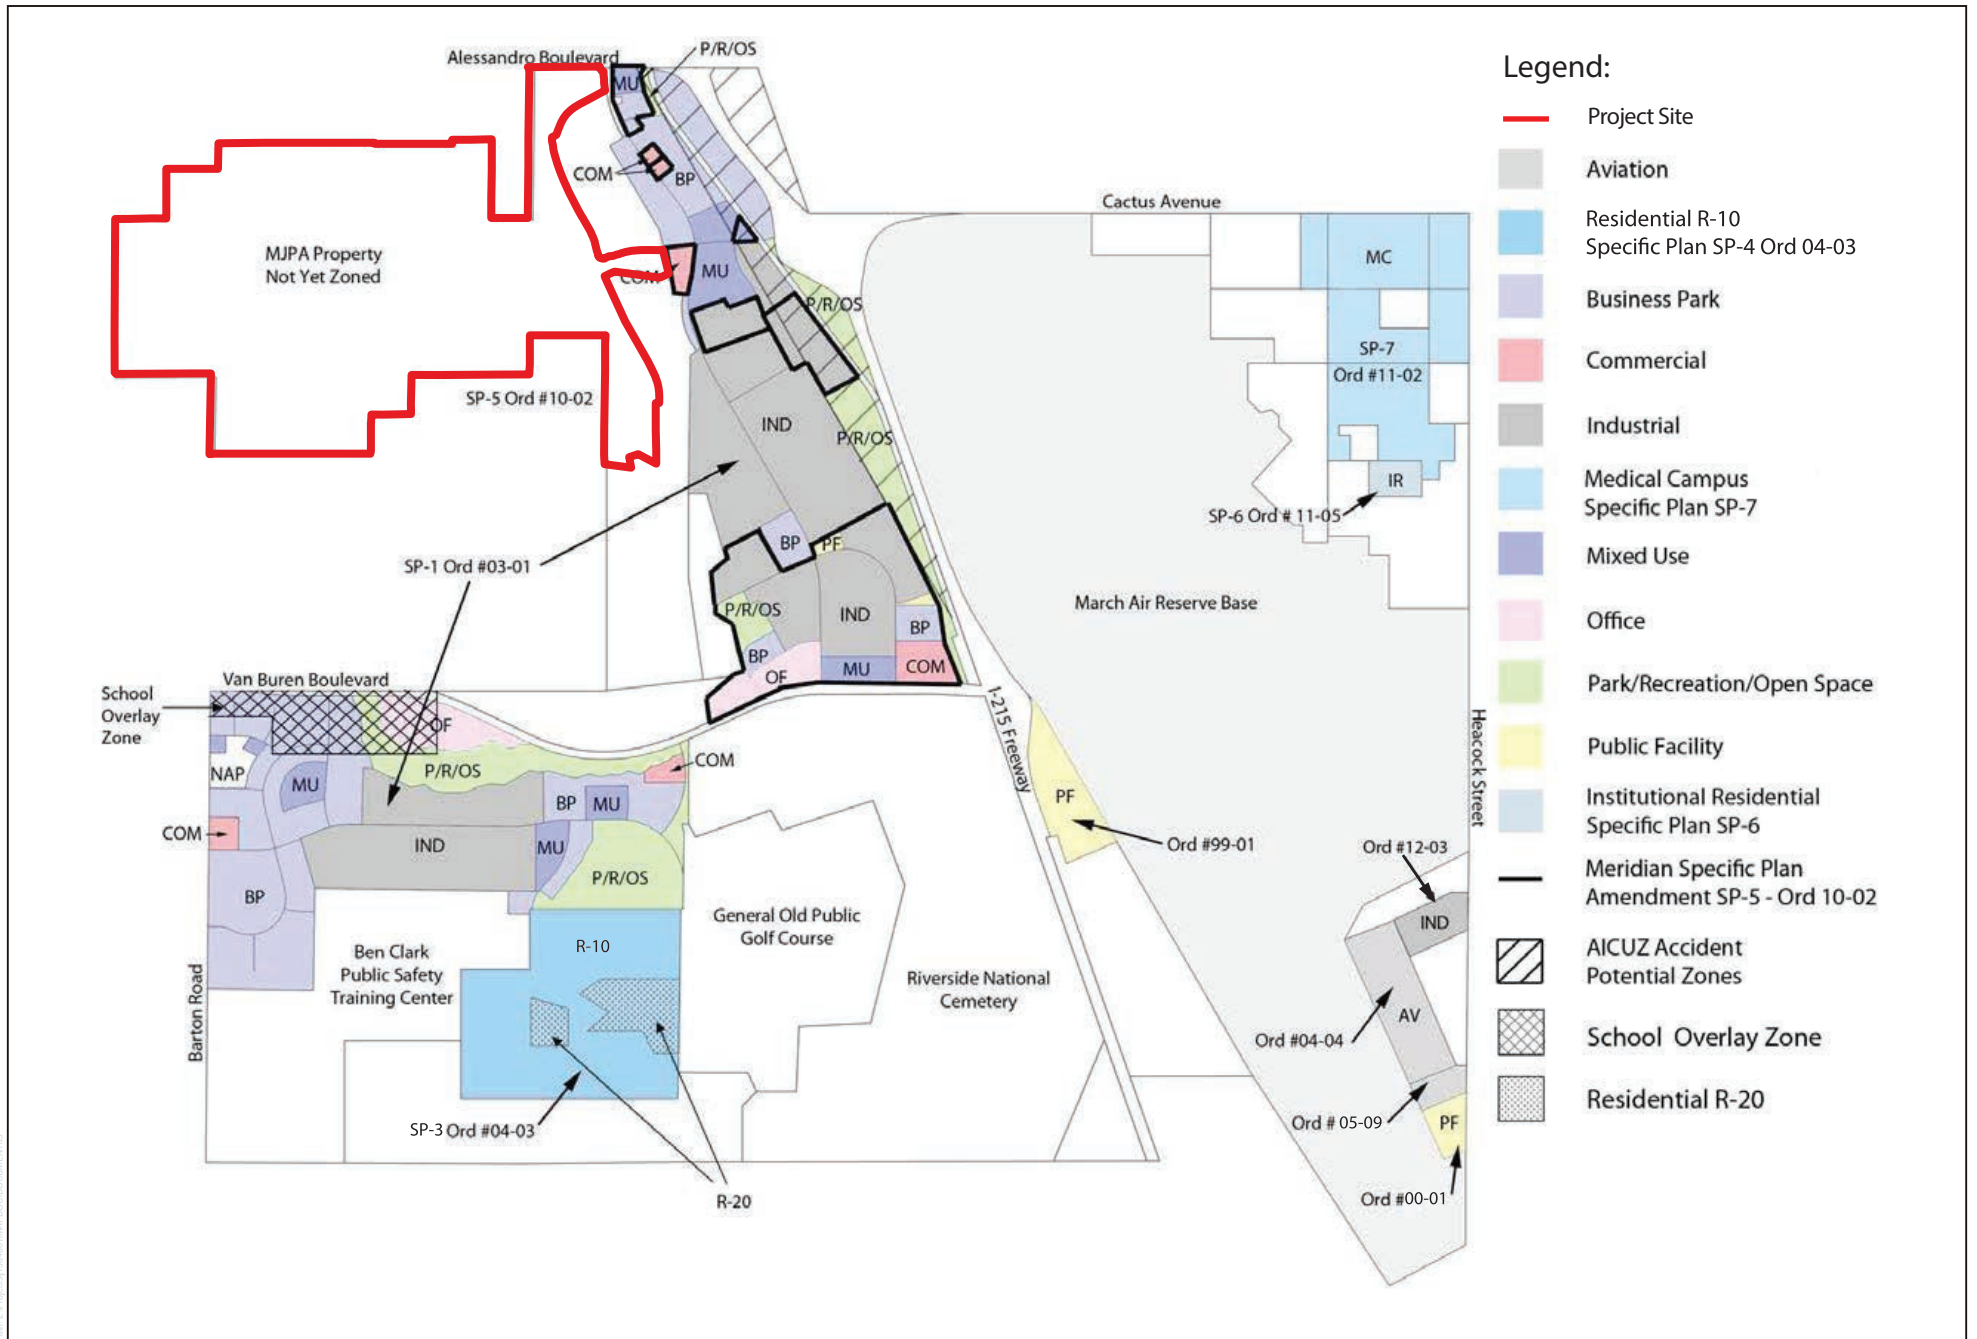 Alessandro Boulevard
P/R/OS
MU
COM
BP
Cactus Avenue
MJPA Property
Not Yet Zoned
COM
MU
P/R/OS
MC
SP-7
Ord #11-02
SP-5 Ord #10-02
IND
P/R/OS
IR
SP-6 Ord # 11-05
BP
PF
SP-1 Ord #03-01
P/R/OS
IND
BP
March Air Reserve Base
BP
OF
MU
COM
Van Buren Boulevard
School
Overlay
Zone
OF
I-215 Freeway
Heacock Street
NAP
MU
P/R/OS
COM
BP
MU
PF
COM
IND
MU
Ord #99-01
Ord #12-03
P/R/OS
BP
IND
General Old Public
Golf Course
R-10
Ben Clark
Public Safety
Training Center
Riverside National
Cemetery
Barton Road
AV
Ord #04-04
SP-3 Ord #04-03
Ord # 05-09
PF
R-20
Ord #00-01
Legend:
Project Site
Aviation
Residential R-10
Specific Plan SP-4 Ord 04-03
Business Park
Commercial
Industrial
Medical Campus
Specific Plan SP-7
Mixed Use
Office
Park/Recreation/Open Space
Public Facility
Institutional Residential
Specific Plan SP-6
Meridian Specific Plan
Amendment SP-5 - Ord 10-02
AICUZ Accident
Potential Zones
School Overlay Zone
Residential R-20